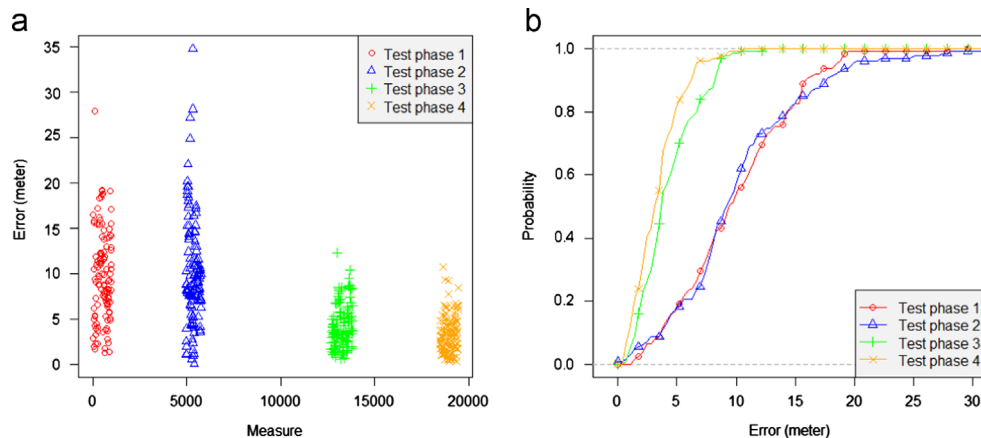 a
Error (meter)
35
30
25
20
15
10
5
0
0 5000 10000 15000 20000
Measure
Test phase 1
Test phase 2
Test phase 3
Test phase 4
b
Probability
1.0
0.8
0.6
0.4
0.2
0.0
0 5 10 15 20 25 30
Error (meter)
Test phase 1
Test phase 2
Test phase 3
Test phase 4